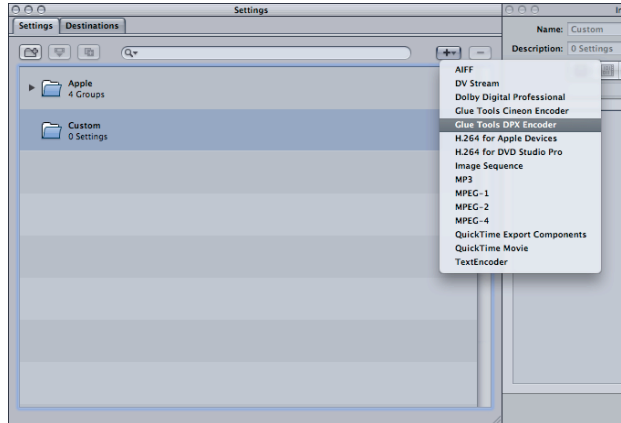 Settings
Settings
Destinations
Name: Custom
Description: 0 Settings
Apple
4 Groups
Custom
0 Settings
AIFF
DV Stream
Dolby Digital Professional
Glue Tools Cineon Encoder
Glue Tools DPX Encoder
H.264 for Apple Devices
H.264 for DVD Studio Pro
Image Sequence
MP3
MPEG-1
MPEG-2
MPEG-4
QuickTime Export Components
QuickTime Movie
TextEncoder